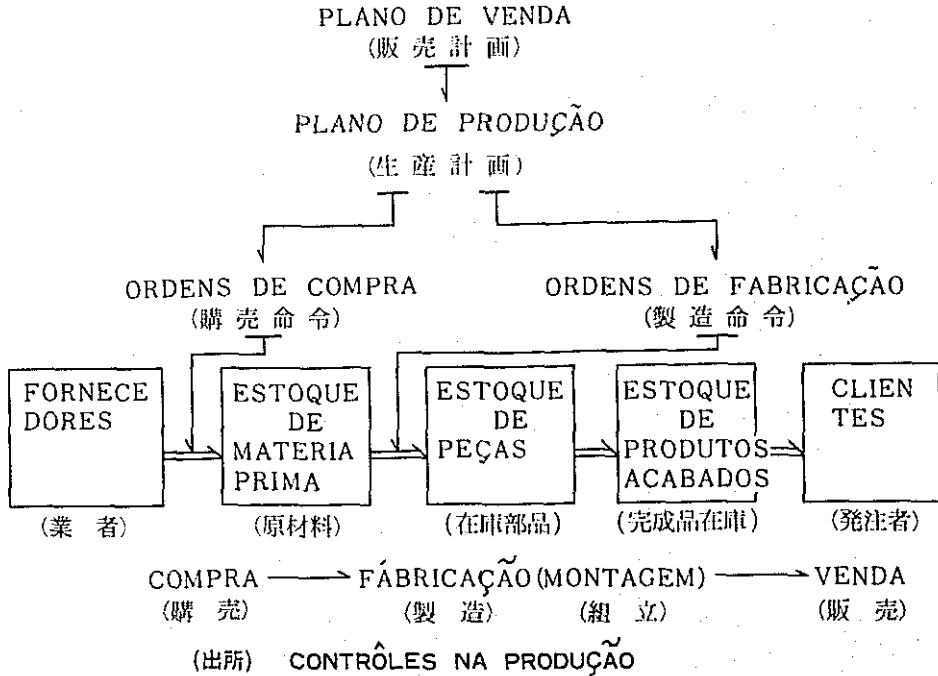 PLANO DE VENDA
(販売計画)
PLANO DE PRODUÇÃO
(生産計画)
ORDENS DE COMPRA
(購売命令)
ORDENS DE FABRICAÇÃO
(製造命令)
FORNECE
DORES
(業者)
ESTOQUE
DE
MATERIA
PRIMA
(原材料)
ESTOQUE
DE
PEÇAS
(在庫部品)
ESTOQUE
DE
PRODUTOS
ACABADOS
(完成品在庫)
CLIEN
TES
(発注者)
COMPRA FÁBRICAÇÃO(MONTAGEM) VENDA
(購売) (製造) (組立) (販売)
(出所) CONTRÔLES NA PRODUÇÃO